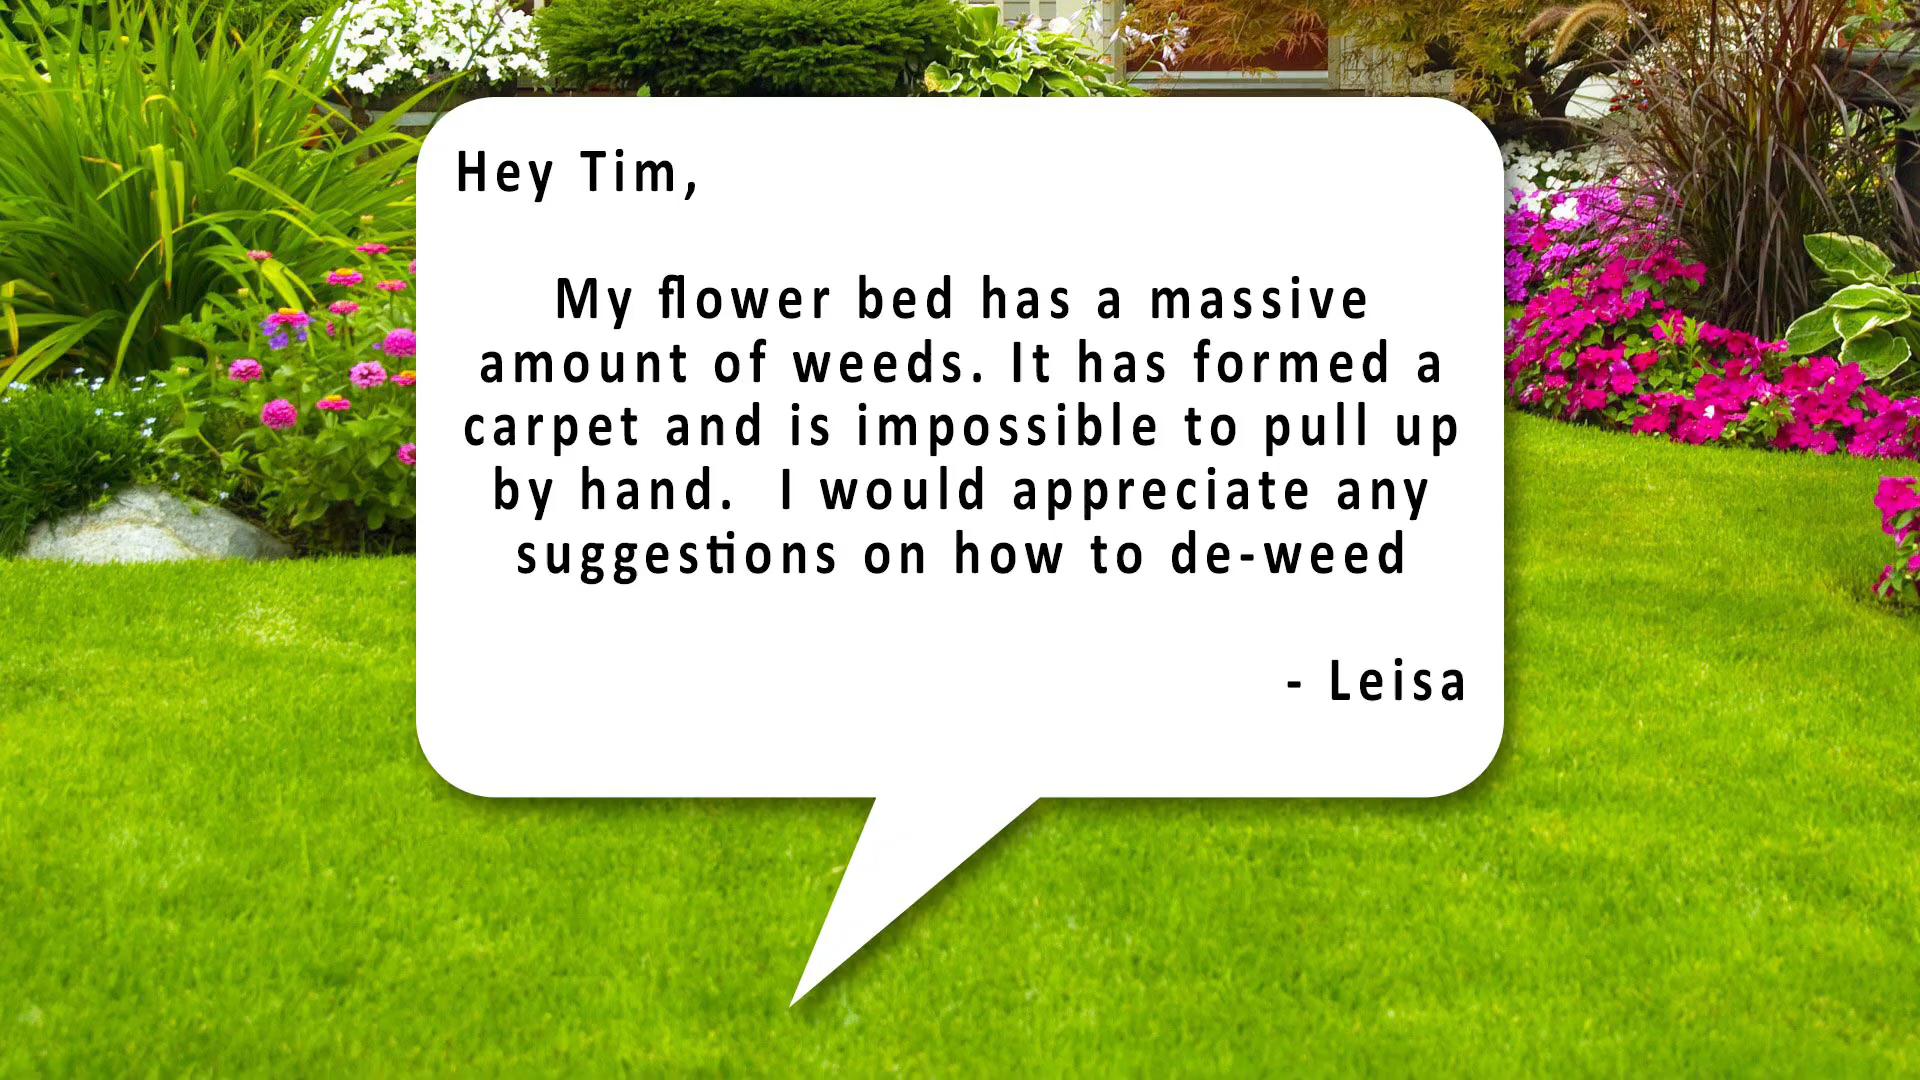 Hey Tim,
My flower bed has a massive
amount of weeds. It has formed a
carpet and is impossible to pull up
by hand.  I would appreciate any
suggestions on how to de-weed
- Leisa